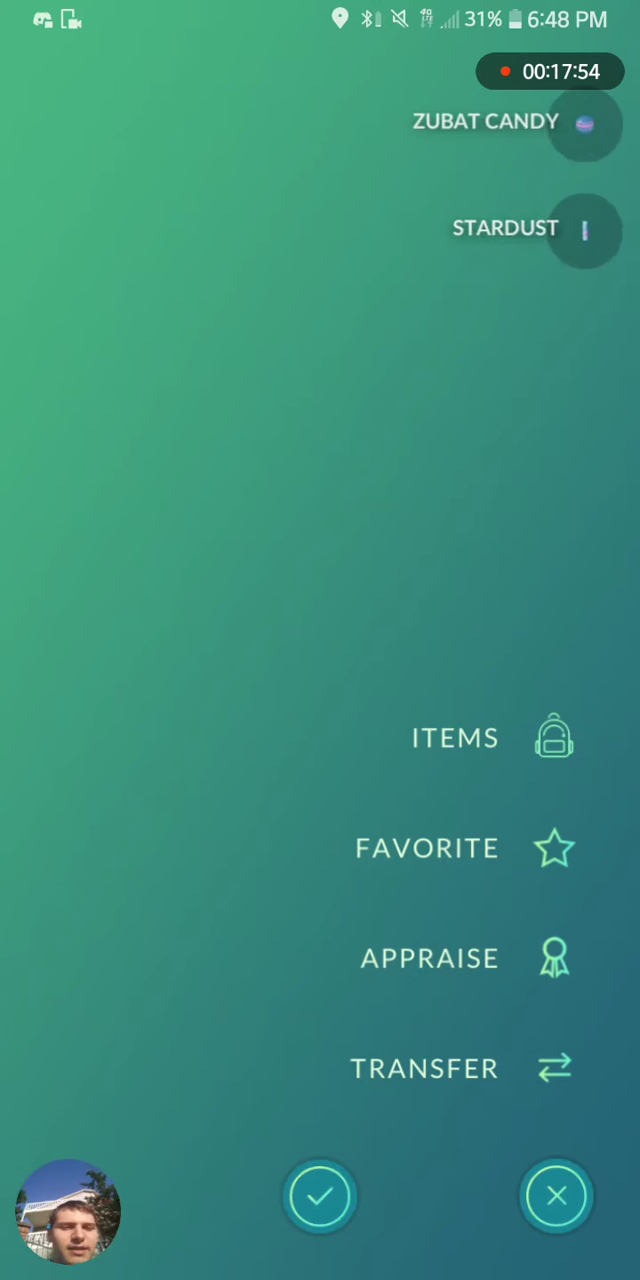 31% 6:48 PM
00:17:54
ZUBAT CANDY
STARDUST
ITEMS
FAVORITE
APPRAISE
TRANSFER